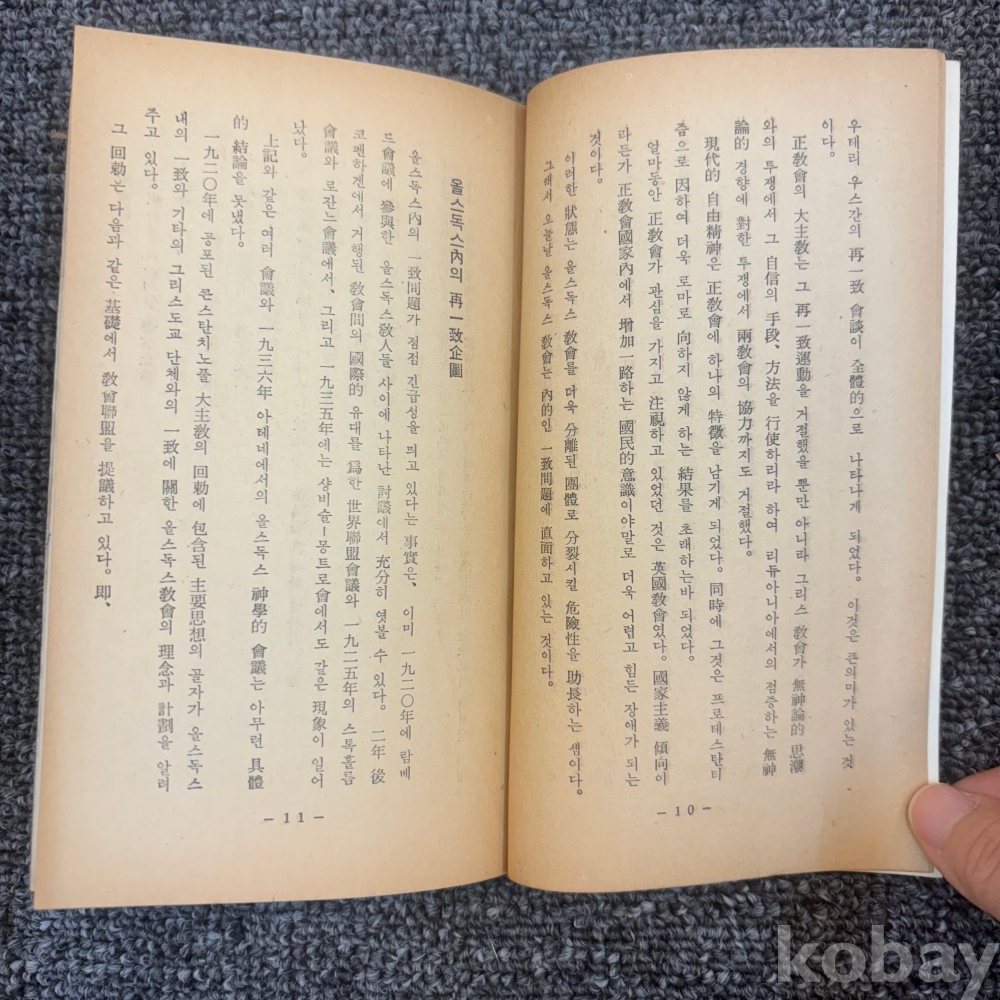 우테리 우스간의 再一致 會談이 全體的으로 나타나게 되었다。 이것은 큰의미가 있는 것
이다。
正敎會의 大主敎는 그 再一致運動을 거절했을 뿐만 아니라 그리스 敎會가 無神論的 思潮
와의 투쟁에서 그 自信의 手段、方法을 行使하리라 하여 리듀아니아에서의 점증하는 無神
論的 경향에 對한 투쟁에서 兩敎會의 協力까지도 거절했다。
現代的 自由精神은 正敎會에 하나의 特徵을 남기게 되었다。同時에 그것은 프로테스탄티
즘으로 因하여 더욱 로마로 向하지 않게 하는 結果를 초래하는바 되었다。
얼마동안 正敎會가 관심을 가지고 注視하고 있었던 것은 英國敎會였다。國家主義 傾向이
라든가 正敎會國家內에서 增加一路하는 國民的意識이야말로 더욱 어렵고 힘든 장애가 되는
것이다。
이러한 狀態는 올스독스 敎會를 더욱 分離된 團體로 分裂시킬 危險性을 助長하는 셈이다。
그래서 오늘날 올스독스 敎會는 內的인 一致問題에 直面하고 있는 것이다。
－10－
올스독스內의 再一致企圖
올스독스內의 一致問題가 점점 긴급성을 띄고 있다는 事實은、이미 一九二○年에 람베
드會議에 參與한 올스독스敎人들 사이에 나타난 討議에서 充分히 엿볼 수 있다。二年 後
코펜하겐에서 거행된 敎會間의 國際的 유대를 爲한 世界聯盟會議와 一九二五年의 스톡홀름
會議와 로잔느會議에서、그리고 一九三五年에는 샹비술－몽트로會에서도 같은 現象이 일어
났다。
上記와 같은 여러 會議와 一九三六年 아테네에서의 올스독스 神學的 會議는 아무런 具體
的 結論을 못냈다。
一九二○年에 공포된 콘스탄치노풀 大主敎의 回勅에 包含된 主要思想의 골자가 올스독스
내의 一致와 기타의 그리스도교 단체와의 一致에 關한 올스독스敎會의 理念과 計劃을 알려
주고 있다。
그 回勅는 다음과 같은 基礎에서 敎會聯盟을 提議하고 있다。即、
－11－
kobay